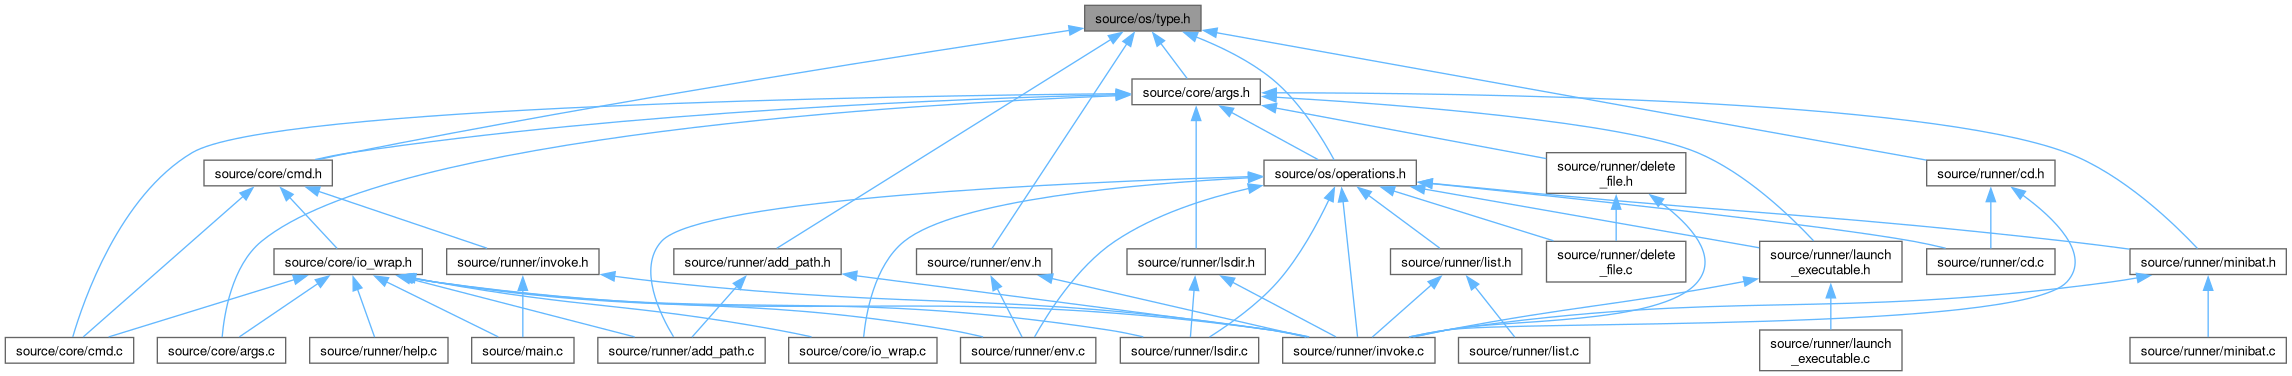 source/os/type.h
source/core/args.h
source/core/cmd.h
source/os/operations.h
source/runner/delete
_file.h
source/runner/cd.h
source/core/io_wrap.h
source/runner/invoke.h
source/runner/add_path.h
source/runner/env.h
source/runner/lsdir.h
source/runner/list.h
source/runner/delete
_file.c
source/runner/launch
_executable.h
source/runner/cd.c
source/runner/minibat.h
source/core/cmd.c
source/core/args.c
source/runner/help.c
source/main.c
source/runner/add_path.c
source/core/io_wrap.c
source/runner/env.c
source/runner/lsdir.c
source/runner/invoke.c
source/runner/list.c
source/runner/launch
_executable.c
source/runner/minibat.c